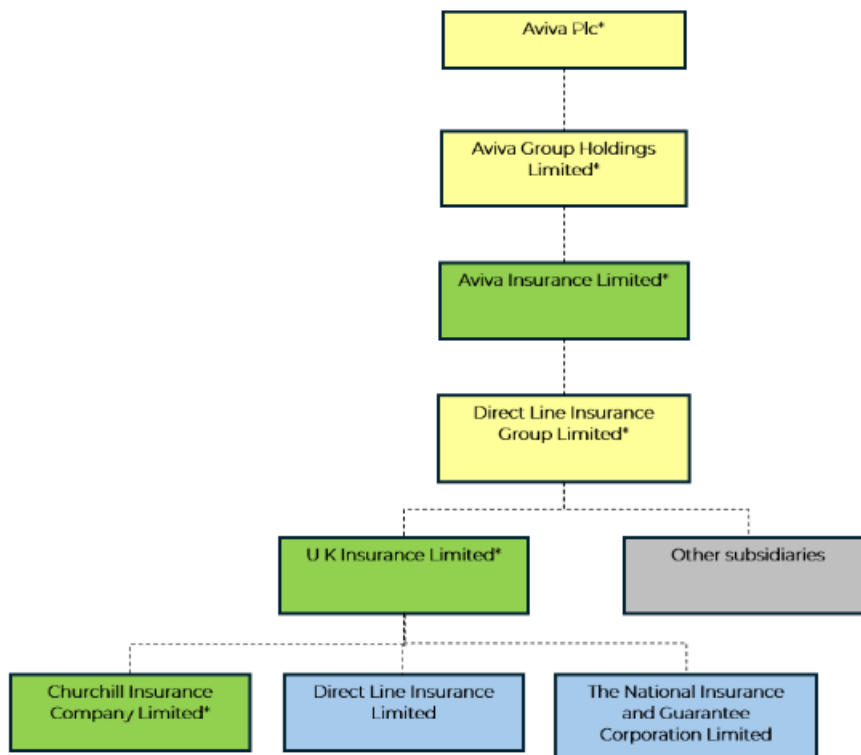 Aviva Plc*
Aviva Group Holdings
Limited*
Aviva Insurance Limited*
Direct Line Insurance
Group Limited*
U K Insurance Limited*
Other subsidiaries
Churchill Insurance
Company Limited*
Direct Line Insurance
Limited
The National Insurance
and Guarantee
Corporation Limited